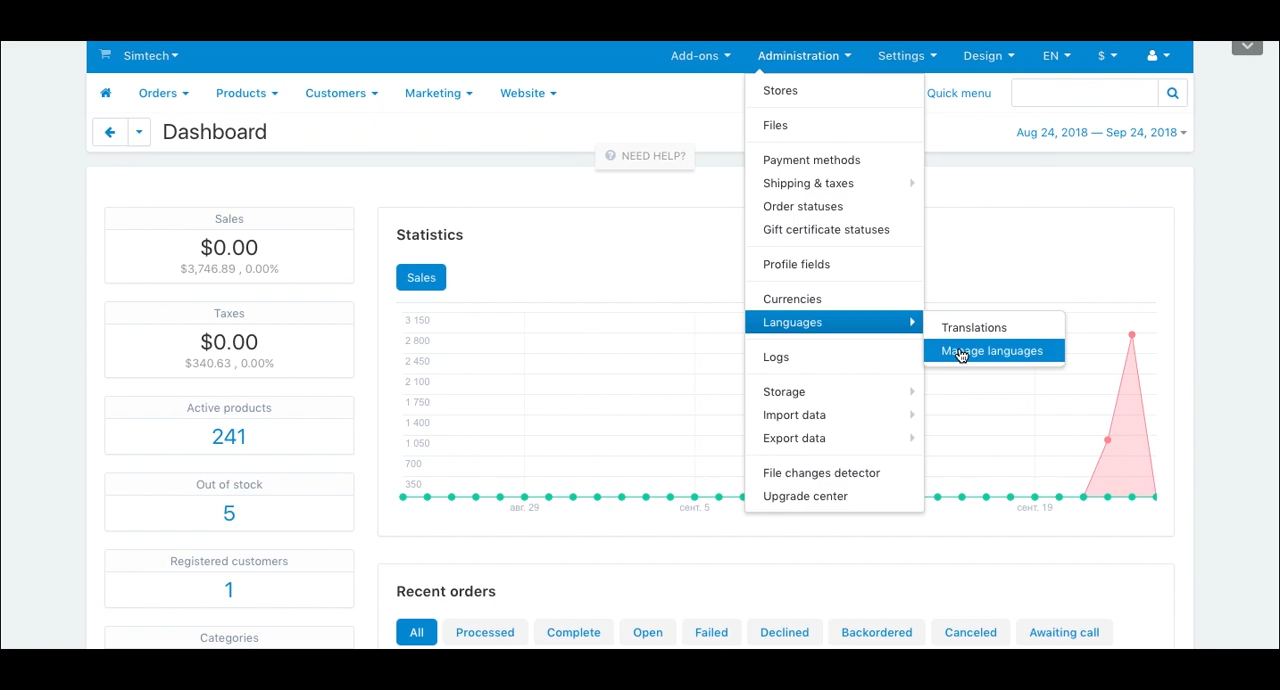 Simtech
Add-ons
Administration
Settings
Design
EN
$
Orders
Products
Customers
Marketing
Website
Quick menu
Dashboard
Aug 24, 2018 — Sep 24, 2018
NEED HELP?
Stores
Files
Payment methods
Shipping & taxes
Order statuses
Gift certificate statuses
Profile fields
Currencies
Languages
Translations
Manage languages
Logs
Storage
Import data
Export data
File changes detector
Upgrade center
Sales
$0.00
$3,746.89 , 0.00%
Taxes
$0.00
$340.63 , 0.00%
Active products
241
Out of stock
5
Registered customers
1
Categories
Statistics
Sales
3 150
2 800
2 450
2 100
1 750
1 400
1 050
700
350
авг. 29
сент. 5
сент. 19
Recent orders
All
Processed
Complete
Open
Failed
Declined
Backordered
Canceled
Awaiting call